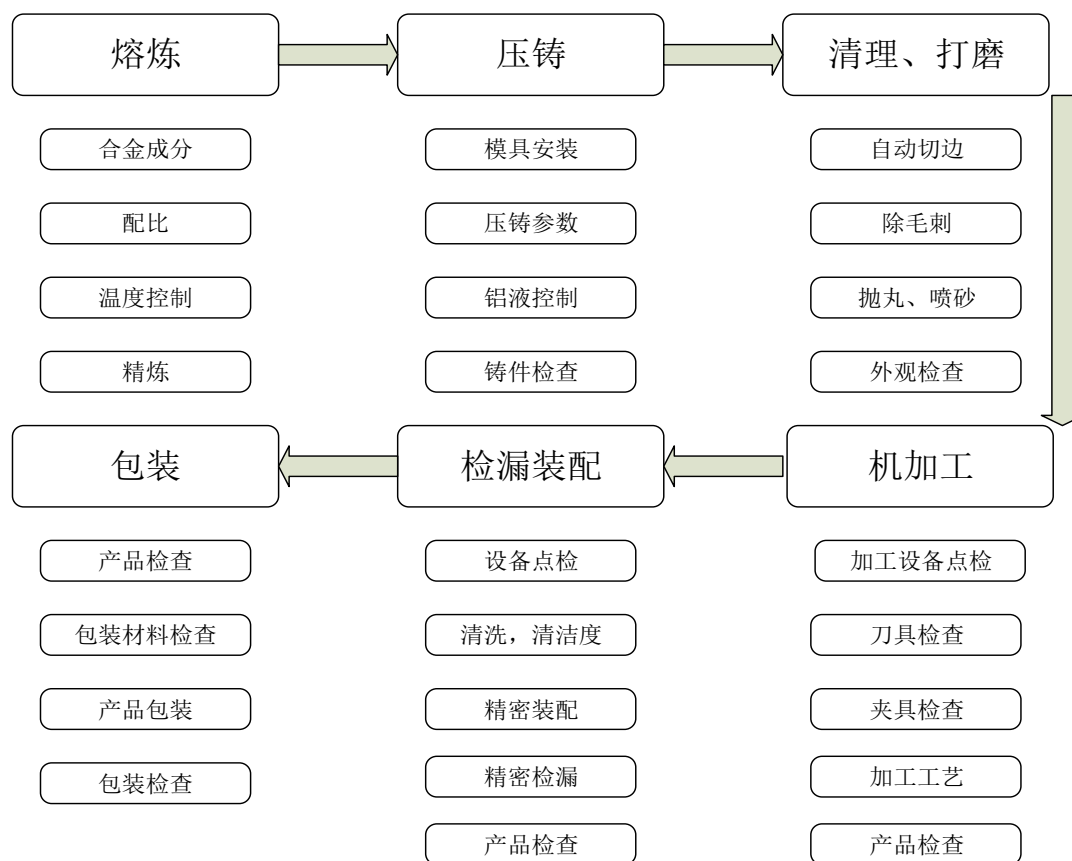 熔炼
压铸
清理、打磨
合金成分
模具安装
自动切边
配比
压铸参数
除毛刺
温度控制
铝液控制
抛丸、喷砂
精炼
铸件检查
外观检查
包装
检漏装配
机加工
产品检查
设备点检
加工设备点检
包装材料检查
清洗，清洁度
刀具检查
产品包装
精密装配
夹具检查
包装检查
精密检漏
加工工艺
产品检查
产品检查